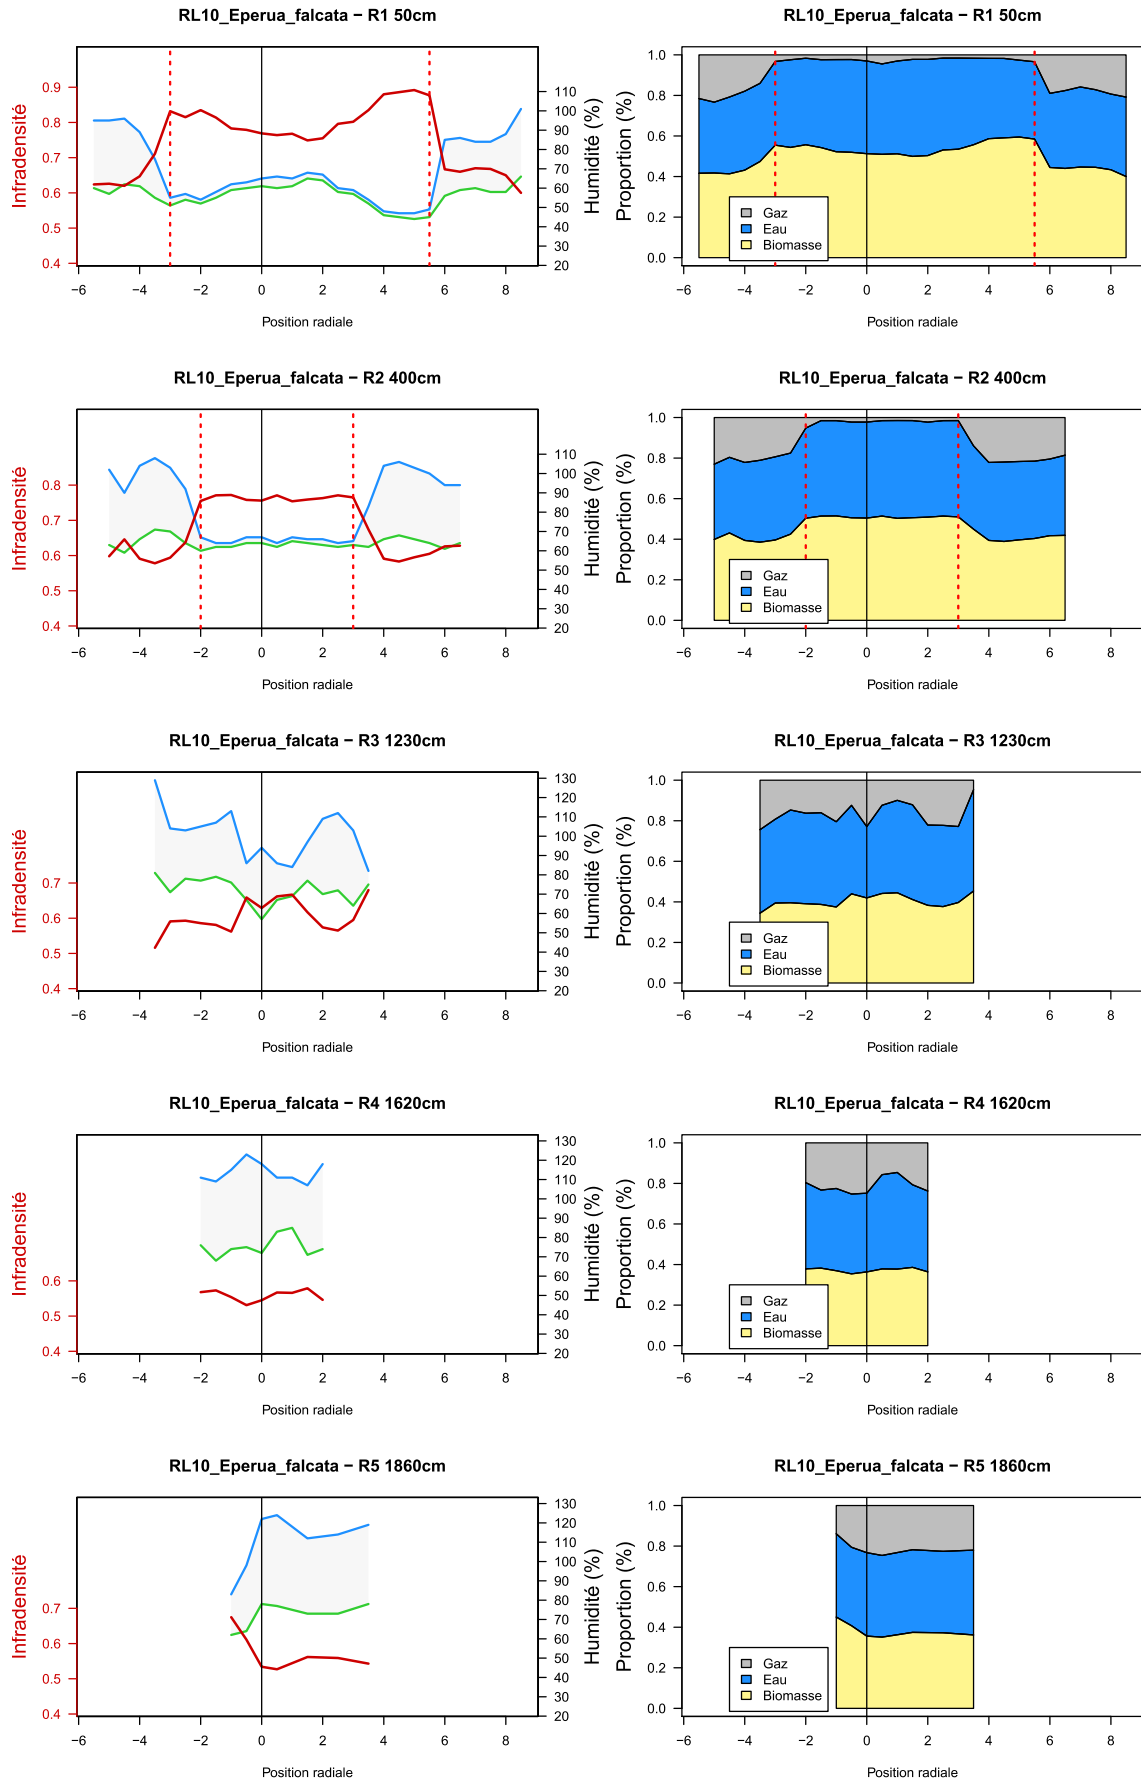 RL10_Eperua_falcata − R1 50cm
Infradensité
0.4 0.5 0.6 0.7 0.8 0.9
Humidité (%)
20 30 40 50 60 70 80 90 100 110
−6 −4 −2 0 2 4 6 8
Position radiale
RL10_Eperua_falcata − R1 50cm
Proportion (%)
0.0 0.2 0.4 0.6 0.8 1.0
Gaz
Eau
Biomasse
−6 −4 −2 0 2 4 6 8
Position radiale
RL10_Eperua_falcata − R2 400cm
Infradensité
0.4 0.5 0.6 0.7 0.8
Humidité (%)
20 30 40 50 60 70 80 90 100 110
−6 −4 −2 0 2 4 6 8
Position radiale
RL10_Eperua_falcata − R2 400cm
Proportion (%)
0.0 0.2 0.4 0.6 0.8 1.0
Gaz
Eau
Biomasse
−6 −4 −2 0 2 4 6 8
Position radiale
RL10_Eperua_falcata − R3 1230cm
Infradensité
0.4 0.5 0.6 0.7
Humidité (%)
20 30 40 50 60 70 80 90 100 110 120 130
−6 −4 −2 0 2 4 6 8
Position radiale
RL10_Eperua_falcata − R3 1230cm
Proportion (%)
0.0 0.2 0.4 0.6 0.8 1.0
Gaz
Eau
Biomasse
−6 −4 −2 0 2 4 6 8
Position radiale
RL10_Eperua_falcata − R4 1620cm
Infradensité
0.4 0.5 0.6
Humidité (%)
20 30 40 50 60 70 80 90 100 110 120 130
−6 −4 −2 0 2 4 6 8
Position radiale
RL10_Eperua_falcata − R4 1620cm
Proportion (%)
0.0 0.2 0.4 0.6 0.8 1.0
Gaz
Eau
Biomasse
−6 −4 −2 0 2 4 6 8
Position radiale
RL10_Eperua_falcata − R5 1860cm
Infradensité
0.4 0.5 0.6 0.7
Humidité (%)
20 30 40 50 60 70 80 90 100 110 120 130
−6 −4 −2 0 2 4 6 8
Position radiale
RL10_Eperua_falcata − R5 1860cm
Proportion (%)
0.0 0.2 0.4 0.6 0.8 1.0
Gaz
Eau
Biomasse
−6 −4 −2 0 2 4 6 8
Position radiale